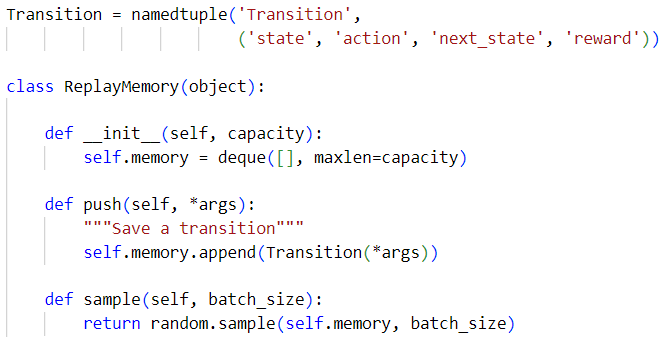 Transition = namedtuple('Transition',
                        ('state', 'action', 'next_state', 'reward'))
class ReplayMemory(object):
    def __init__(self, capacity):
        self.memory = deque([], maxlen=capacity)
    def push(self, *args):
        """Save a transition"""
        self.memory.append(Transition(*args))
    def sample(self, batch_size):
        return random.sample(self.memory, batch_size)